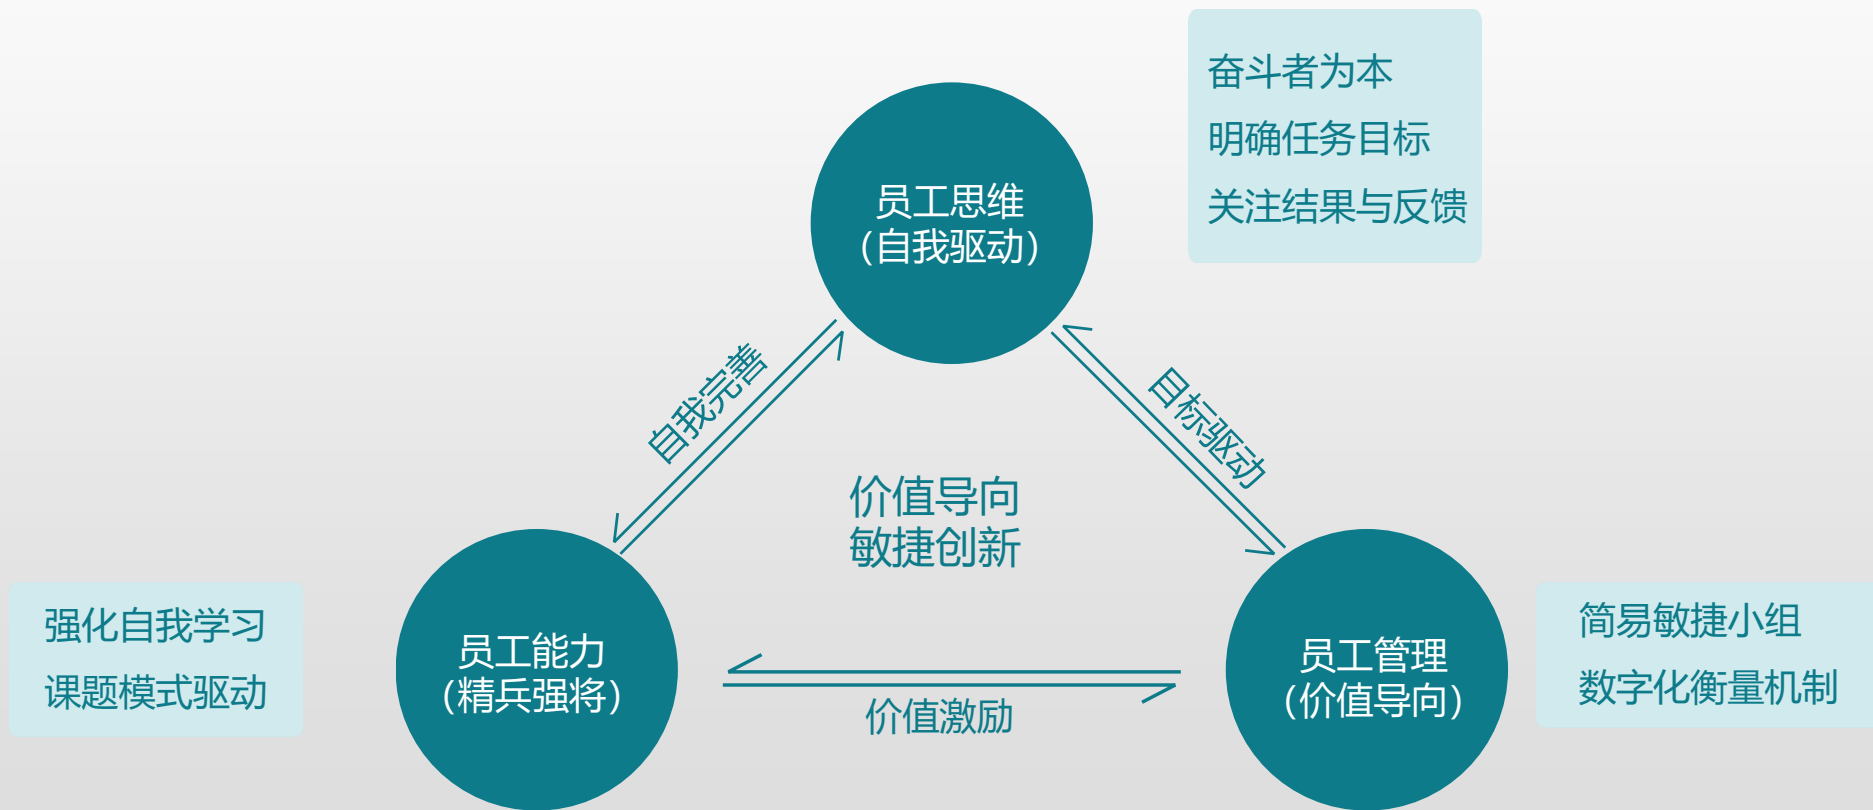 奋斗者为本
明确任务目标
关注结果与反馈
员工思维
（自我驱动）
自我完善
目标驱动
价值导向
敏捷创新
强化自我学习
课题模式驱动
员工能力
（精兵强将）
价值激励
员工管理
（价值导向）
简易敏捷小组
数字化衡量机制